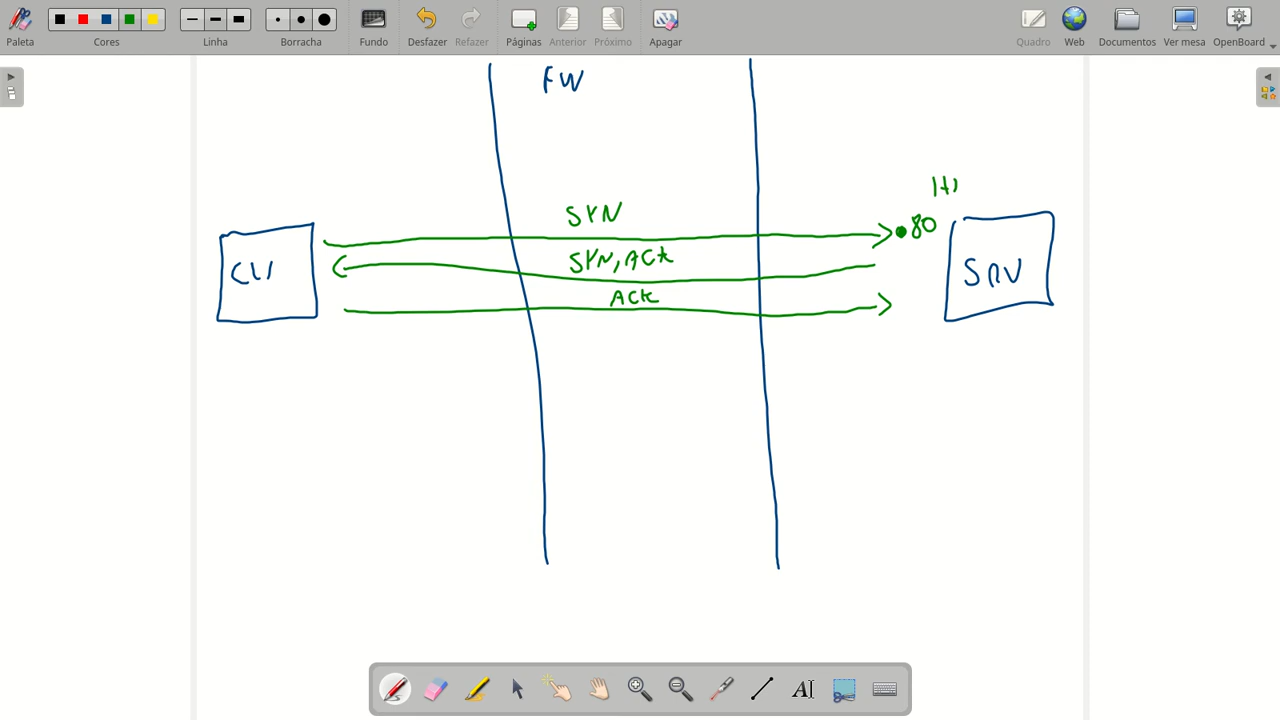 Paleta
Cores
Linha
Borracha
Fundo
Desfazer
Refazer
Páginas
Anterior
Próximo
Apagar
Quadro
Web
Documentos
Ver mesa
OpenBoard
FW
SYN
80
CLI
SYN, ACK
ACK
SRV
AI